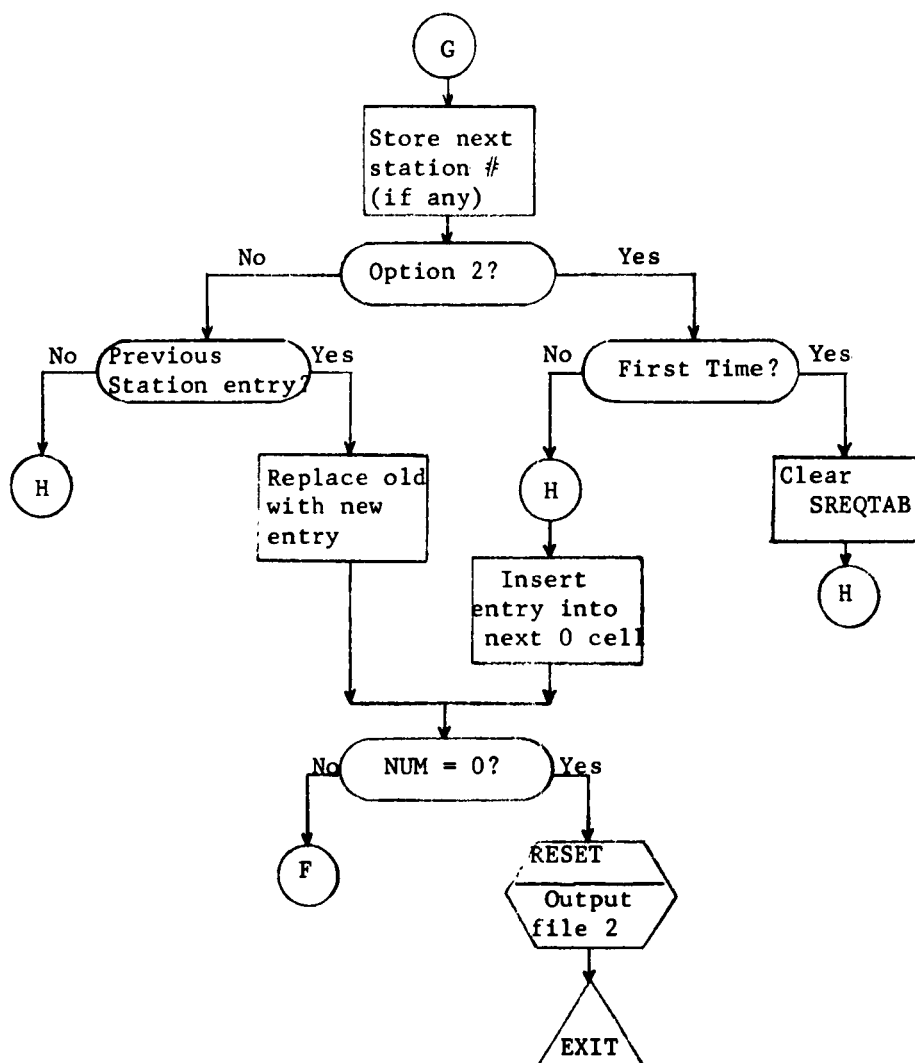 G
Store next
station #
(if any)
No
Option 2?
Yes
No
Previous
Station entry?
Yes
No
First Time?
Yes
H
Replace old
with new
entry
H
Clear
SREQTAB
Insert
entry into
next 0 cell
H
No
NUM = 0?
Yes
F
RESET
Output
file 2
EXIT